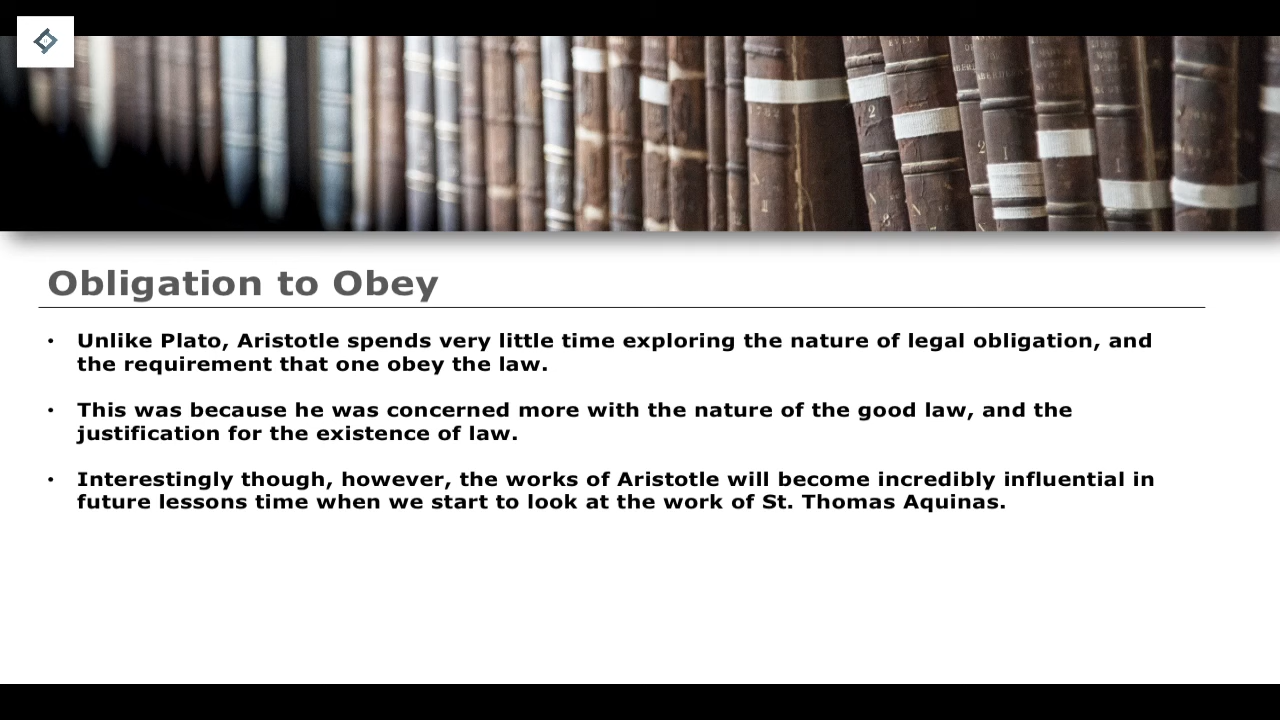 Obligation to Obey
• Unlike Plato, Aristotle spends very little time exploring the nature of legal obligation, and
the requirement that one obey the law.
• This was because he was concerned more with the nature of the good law, and the
justification for the existence of law.
• Interestingly though, however, the works of Aristotle will become incredibly influential in
future lessons time when we start to look at the work of St. Thomas Aquinas.